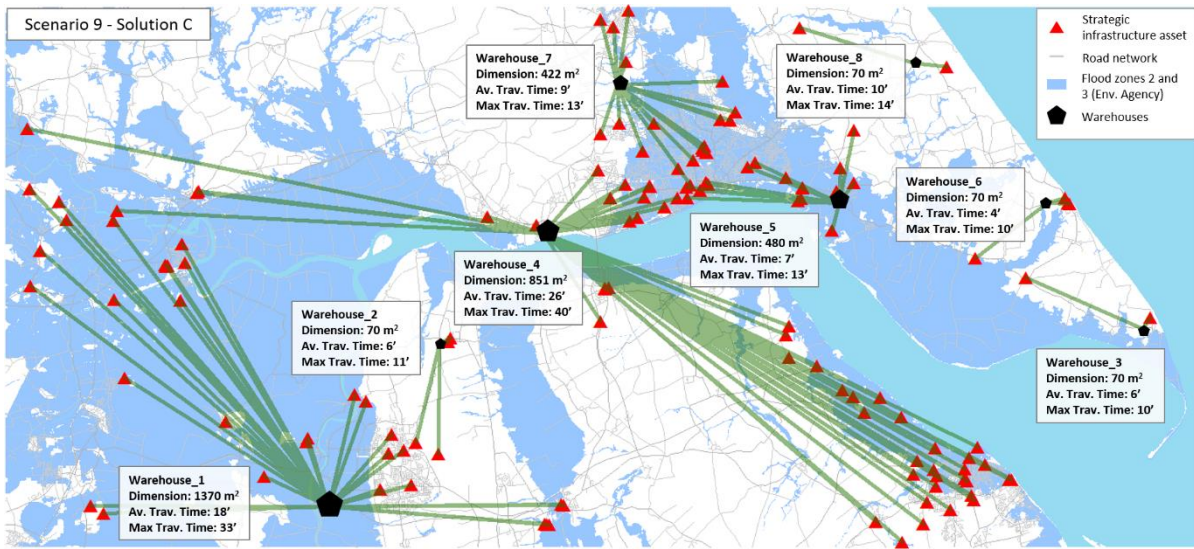 Scenario 9 - Solution C
Warehouse_7
Dimension: 422 m²
Av. Trav. Time: 9’
Max Trav. Time: 13’
Warehouse_8
Dimension: 70 m²
Av. Trav. Time: 10’
Max Trav. Time: 14’
Strategic
infrastructure asset
Road network
Flood zones 2 and
3 (Env. Agency)
Warehouses
Warehouse_6
Dimension: 70 m²
Av. Trav. Time: 4’
Max Trav. Time: 10’
Warehouse_5
Dimension: 480 m²
Av. Trav. Time: 7’
Max Trav. Time: 13’
Warehouse_4
Dimension: 851 m²
Av. Trav. Time: 26’
Max Trav. Time: 40’
Warehouse_2
Dimension: 70 m²
Av. Trav. Time: 6’
Max Trav. Time: 11’
Warehouse_3
Dimension: 70 m²
Av. Trav. Time: 6’
Max Trav. Time: 10’
Warehouse_1
Dimension: 1370 m²
Av. Trav. Time: 18’
Max Trav. Time: 33’